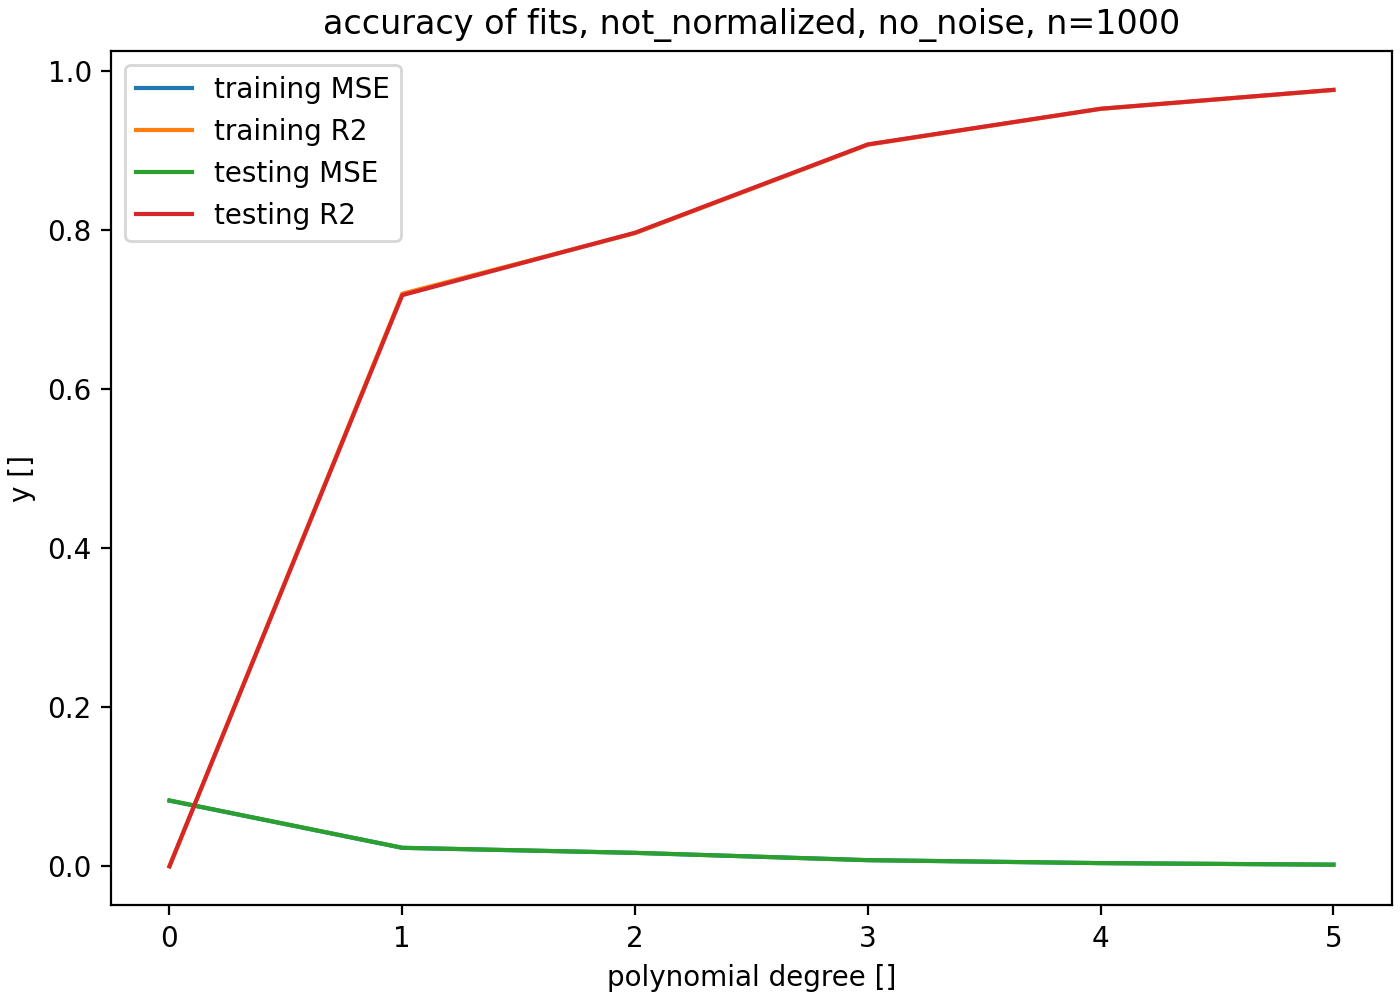 accuracy of fits, not_normalized, no_noise, n=1000
training MSE
training R2
testing MSE
testing R2
1.0
0.8
0.6
0.4
0.2
0.0
y []
0 1 2 3 4 5
polynomial degree []